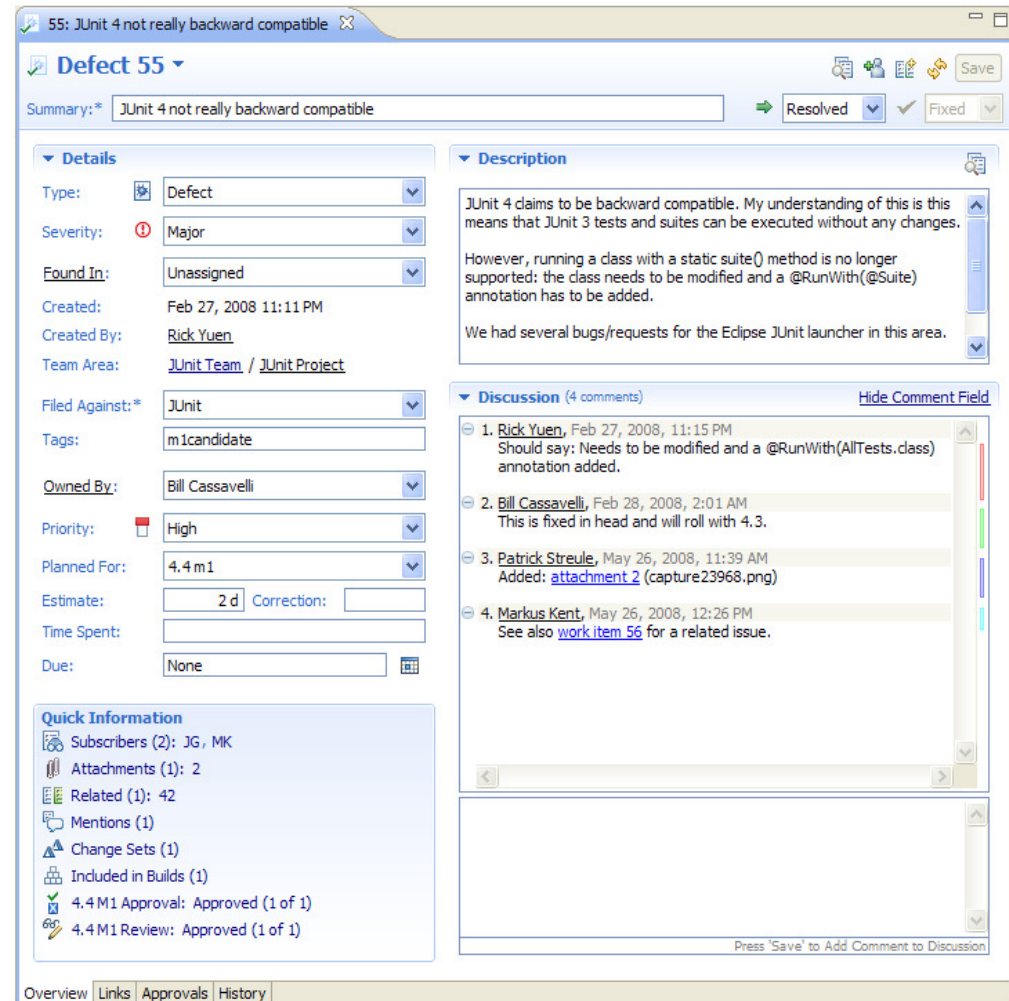 55: JUnit 4 not really backward compatible
Defect 55
Save
Summary:* JUnit 4 not really backward compatible
Resolved
Fixed
Details
Type: Defect
Severity: Major
Found In: Unassigned
Created: Feb 27, 2008 11:11 PM
Created By: Rick Yuen
Team Area: JUnit Team / JUnit Project
Filed Against:* JUnit
Tags: m1candidate
Owned By: Bill Cassavelli
Priority: High
Planned For: 4.4 m1
Estimate: 2 d Correction:
Time Spent:
Due: None
Quick Information
Subscribers (2): JG, MK
Attachments (1): 2
Related (1): 42
Mentions (1)
Change Sets (1)
Included in Builds (1)
4.4 M1 Approval: Approved (1 of 1)
4.4 M1 Review: Approved (1 of 1)
Description
JUnit 4 claims to be backward compatible. My understanding of this is this
means that JUnit 3 tests and suites can be executed without any changes.
However, running a class with a static suite() method is no longer
supported: the class needs to be modified and a @RunWith(@Suite)
annotation has to be added.
We had several bugs/requests for the Eclipse JUnit launcher in this area.
Discussion (4 comments)
Hide Comment Field
1. Rick Yuen, Feb 27, 2008, 11:15 PM
Should say: Needs to be modified and a @RunWith(AllTests.class)
annotation added.
2. Bill Cassavelli, Feb 28, 2008, 2:01 AM
This is fixed in head and will roll with 4.3.
3. Patrick Streule, May 26, 2008, 11:39 AM
Added: attachment 2 (capture23968.png)
4. Markus Kent, May 26, 2008, 12:26 PM
See also work item 56 for a related issue.
Press 'Save' to Add Comment to Discussion
Overview Links Approvals History